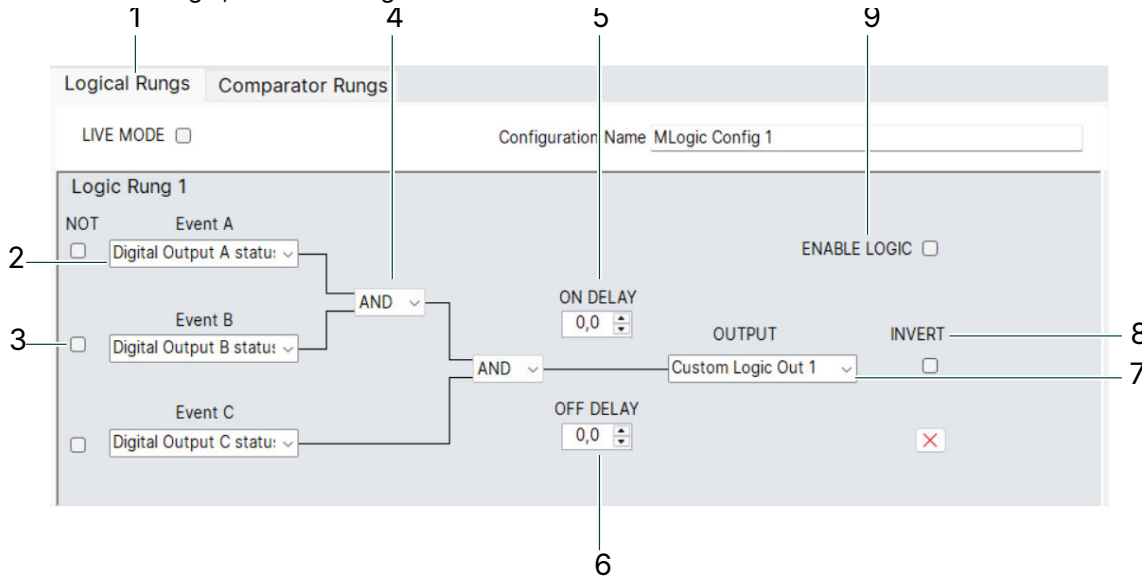 1 4 5 9
Logical Rungs Comparator Rungs
LIVE MODE Configuration Name MLogic Config 1
Logic Rung 1
NOT Event A
2 Digital Output A statu: ENABLE LOGIC
AND ON DELAY
Event B 0,0
3 Digital Output B statu: OUTPUT INVERT 8
AND Custom Logic Out 1 7
Event C OFF DELAY
Digital Output C statu: 0,0
6